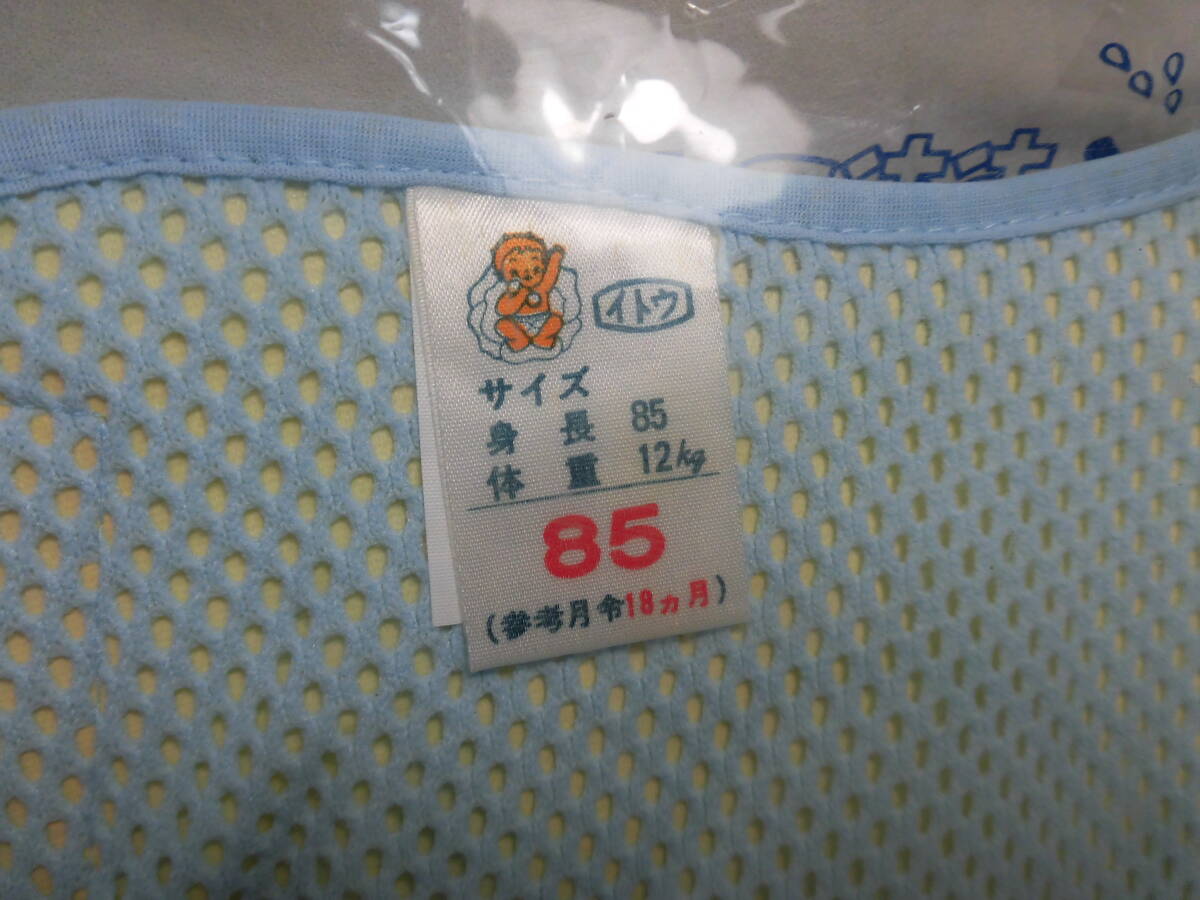 イトウ
サイズ
身長 85
体重 12kg
85
(参考月令18ヵ月)